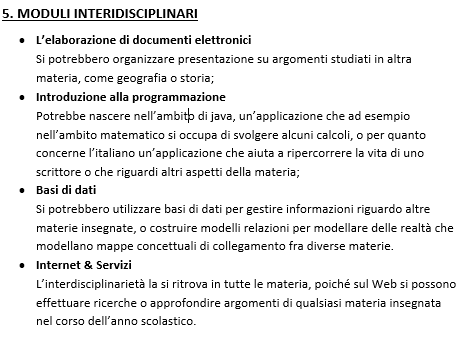 5. MODULI INTERIDISCIPLINARI
• L'elaborazione di documenti elettronici
Si potrebbero organizzare presentazione su argomenti studiati in altra
materia, come geografia o storia;
• Introduzione alla programmazione
Potrebbe nascere nell'ambito di java, un'applicazione che ad esempio
nell'ambito matematico si occupa di svolgere alcuni calcoli, o per quanto
concerne l'italiano un'applicazione che aiuta a ripercorrere la vita di uno
scrittore o che riguardi altri aspetti della materia;
• Basi di dati
Si potrebbero utilizzare basi di dati per gestire informazioni riguardo altre
materie insegnate, o costruire modelli relazioni per modellare delle realtà che
modellano mappe concettuali di collegamento fra diverse materie.
• Internet & Servizi
L'interdisciplinarietà la si ritrova in tutte le materia, poiché sul Web si possono
effettuare ricerche o approfondire argomenti di qualsiasi materia insegnata
nel corso dell'anno scolastico.